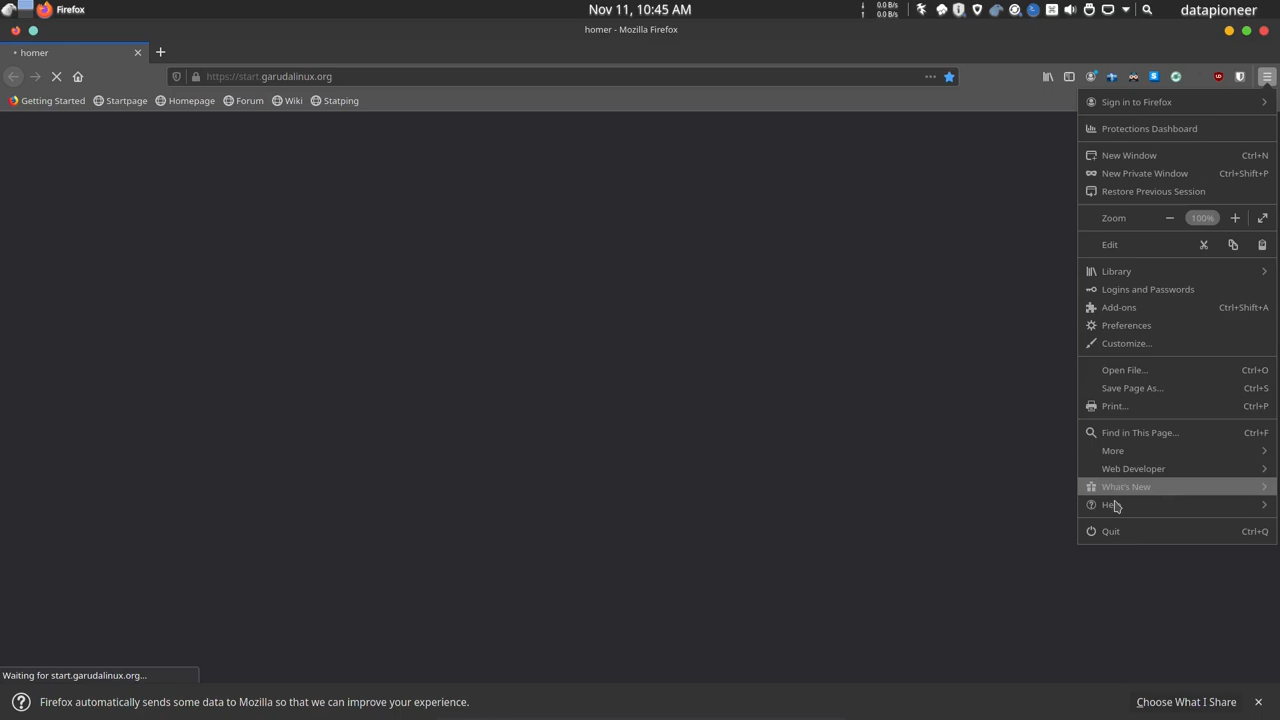 Firefox
Nov 11, 10:45 AM
0.0 B/s
0.0 B/s
datapioneer
homer - Mozilla Firefox
homer
https://start.garudalinux.org
Getting Started
Startpage
Homepage
Forum
Wiki
Statping
Sign in to Firefox
Protections Dashboard
New Window Ctrl+N
New Private Window Ctrl+Shift+P
Restore Previous Session
Zoom 100%
Edit
Library
Logins and Passwords
Add-ons Ctrl+Shift+A
Preferences
Customize...
Open File... Ctrl+O
Save Page As... Ctrl+S
Print... Ctrl+P
Find in This Page... Ctrl+F
More
Web Developer
What's New
Help
Quit Ctrl+Q
Waiting for start.garudalinux.org...
Firefox automatically sends some data to Mozilla so that we can improve your experience.
Choose What I Share